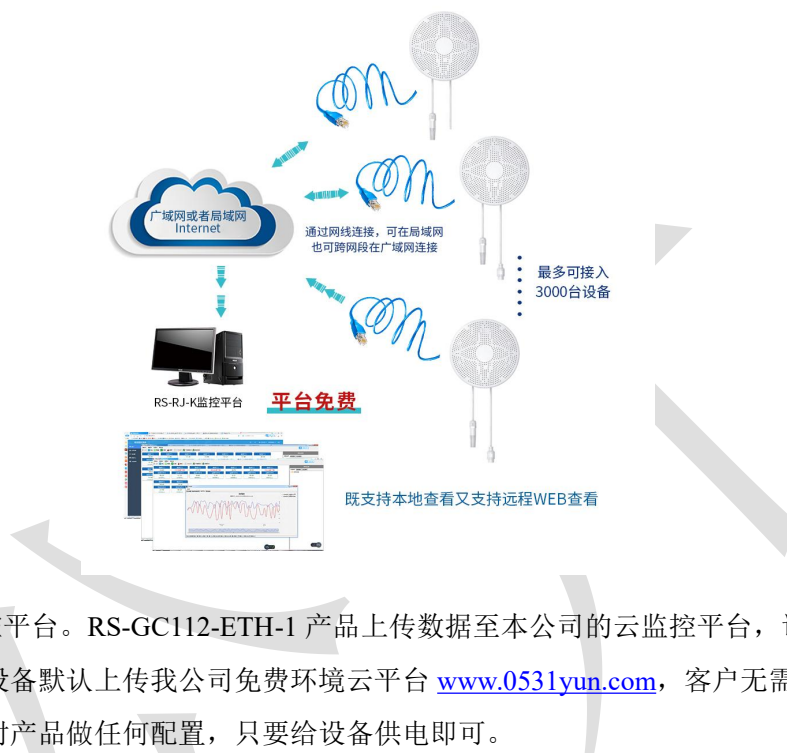 广域网或者局域网
Internet
通过网线连接，可在局域网
也可跨网段在广域网连接
最多可接入
3000台设备
RS-RJ-K监控平台
平台免费
既支持本地查看又支持远程WEB查看
平台。RS-GC112-ETH-1 产品上传数据至本公司的云监控平台，
设备默认上传我公司免费环境云平台 www.0531yun.com，客户无需
对产品做任何配置，只要给设备供电即可。